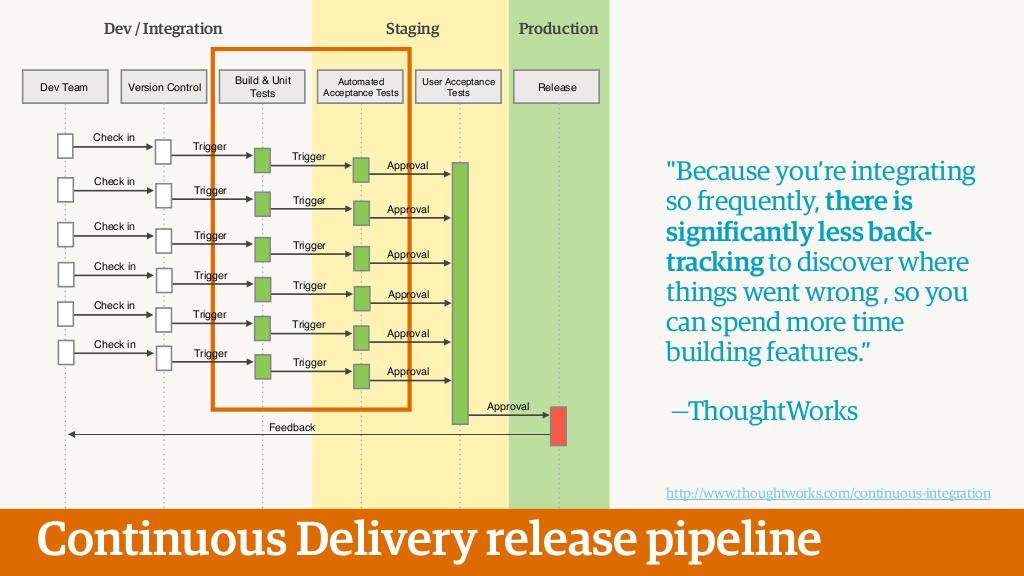 Dev / Integration
Staging
Production
Dev Team
Version Control
Build & Unit
Tests
Automated
Acceptance Tests
User Acceptance
Tests
Release
Check in
Trigger
Trigger
Approval
Check in
Trigger
Trigger
Approval
Check in
Trigger
Trigger
Approval
Check in
Trigger
Trigger
Approval
Check in
Trigger
Trigger
Approval
Check in
Trigger
Trigger
Approval
Approval
Feedback
"Because you’re integrating
so frequently, there is
significantly less back-
tracking to discover where
things went wrong , so you
can spend more time
building features.”
—ThoughtWorks
http://www.thoughtworks.com/continuous-integration
Continuous Delivery release pipeline